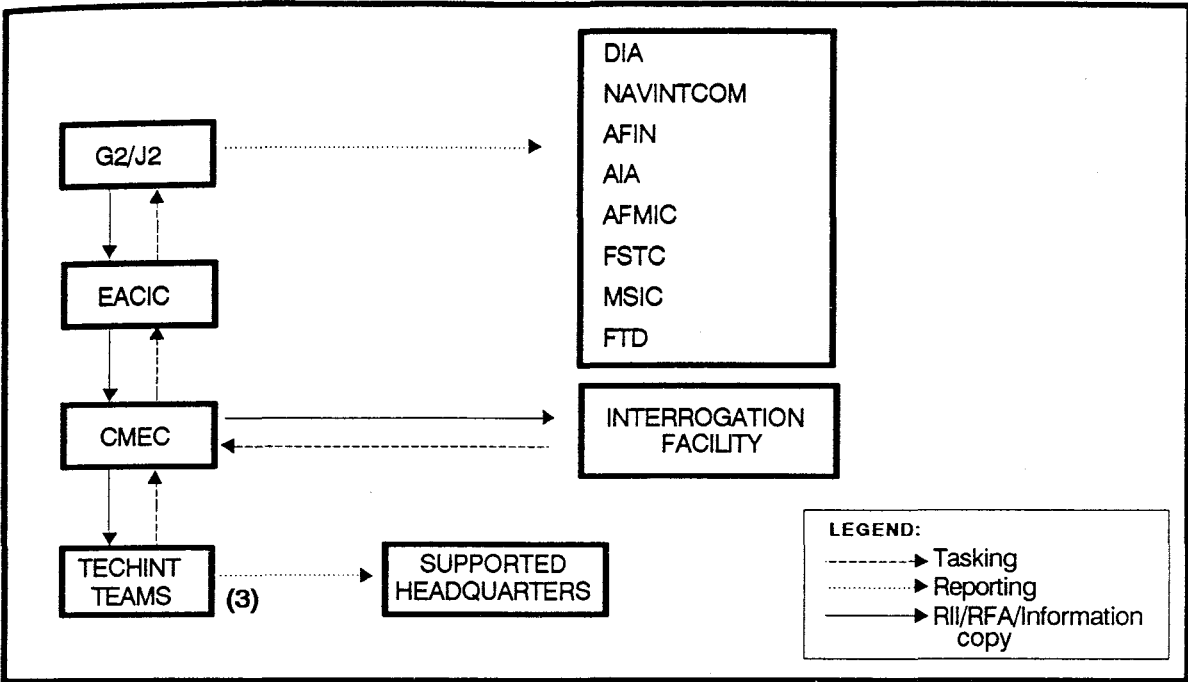 DIA
NAVINTCOM
AFIN
AIA
AFMIC
FSTC
MSIC
FTD
G2/J2
EACIC
CMEC
INTERROGATION
FACILITY
TECHINT
TEAMS
(3)
SUPPORTED
HEADQUARTERS
LEGEND:
Tasking
Reporting
RII/RFA/Information
copy